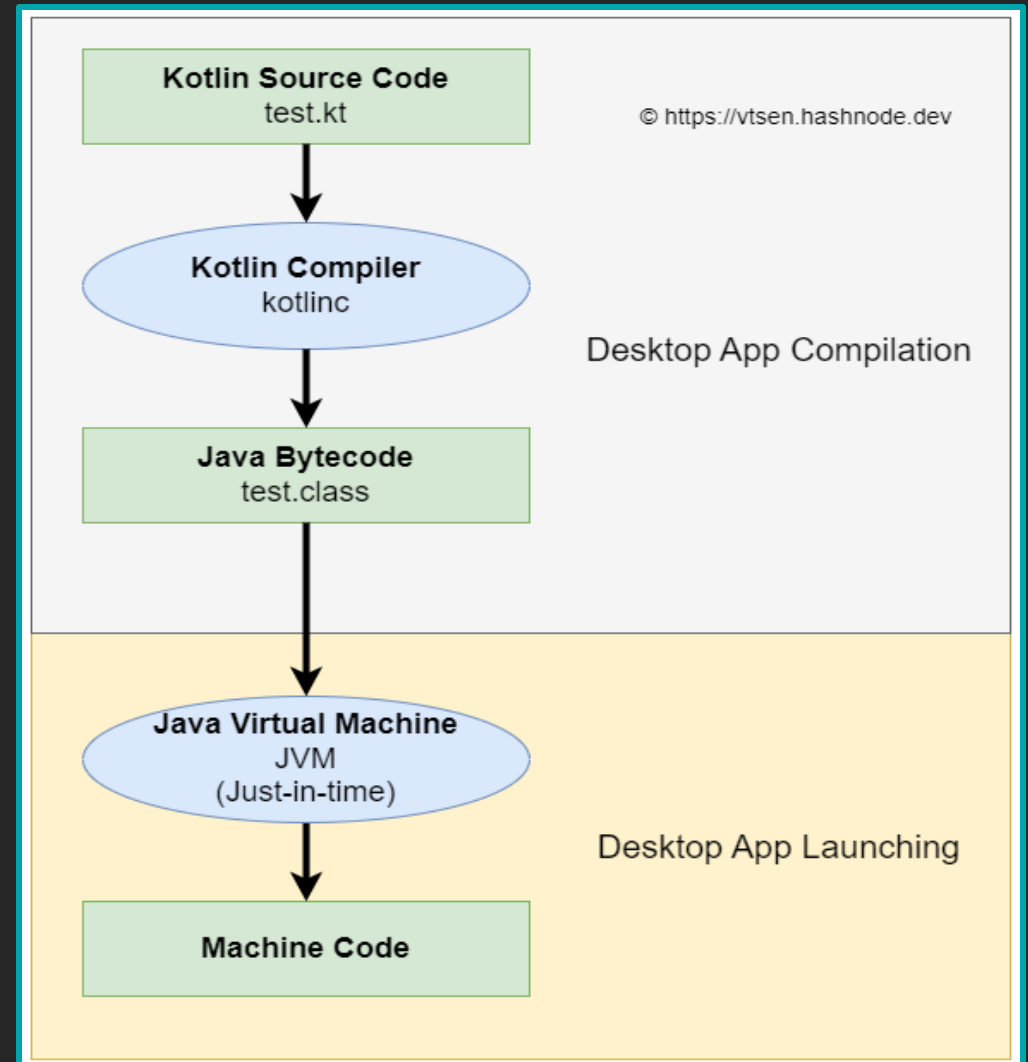 Kotlin Source Code
test.kt
© https://vtsen.hashnode.dev
Kotlin Compiler
kotlinc
Desktop App Compilation
Java Bytecode
test.class
Java Virtual Machine
JVM
(Just-in-time)
Desktop App Launching
Machine Code